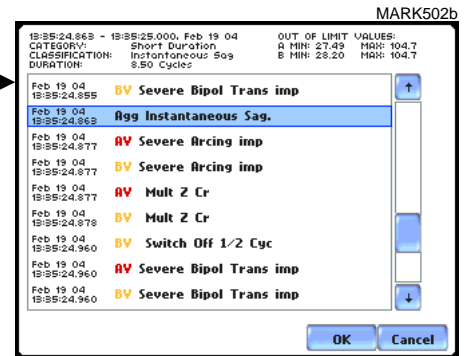 MARK502b
13:35:24.863 - 13:35:25.000, Feb 19 04 OUT OF LIMIT VALUES:
CATEGORY: Short Duration A MIN: 27.49 MAX: 104.7
CLASSIFICATION: Instantaneous Sag B MIN: 28.20 MAX: 104.7
DURATION: 8.50 Cycles
Feb 19 04
13:35:24.855 BV Severe Bipol Trans imp
Feb 19 04
13:35:24.863 Agg Instantaneous Sag.
Feb 19 04
13:35:24.877 AV Severe Arcing imp
Feb 19 04
13:35:24.877 BV Severe Arcing imp
Feb 19 04
13:35:24.877 AV Mult Z Cr
Feb 19 04
13:35:24.878 BV Mult Z Cr
Feb 19 04
13:35:24.960 BV Switch Off 1/2 Cyc
Feb 19 04
13:35:24.960 AV Severe Bipol Trans imp
Feb 19 04
13:35:24.960 BV Severe Bipol Trans imp
OK Cancel